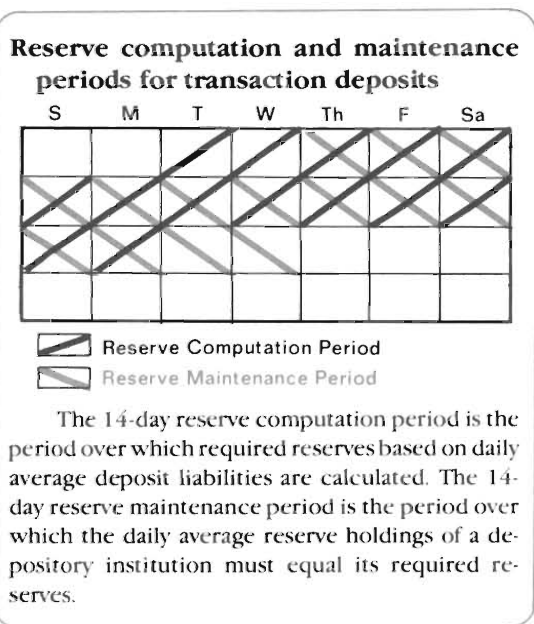 Reserve computation and maintenance
periods for transaction deposits
S M T W Th F Sa
Reserve Computation Period
Reserve Maintenance Period
The 14-day reserve computation period is the
period over which required reserves based on daily
average deposit liabilities are calculated. The 14-
day reserve maintenance period is the period over
which the daily average reserve holdings of a de-
pository institution must equal its required re-
serves.